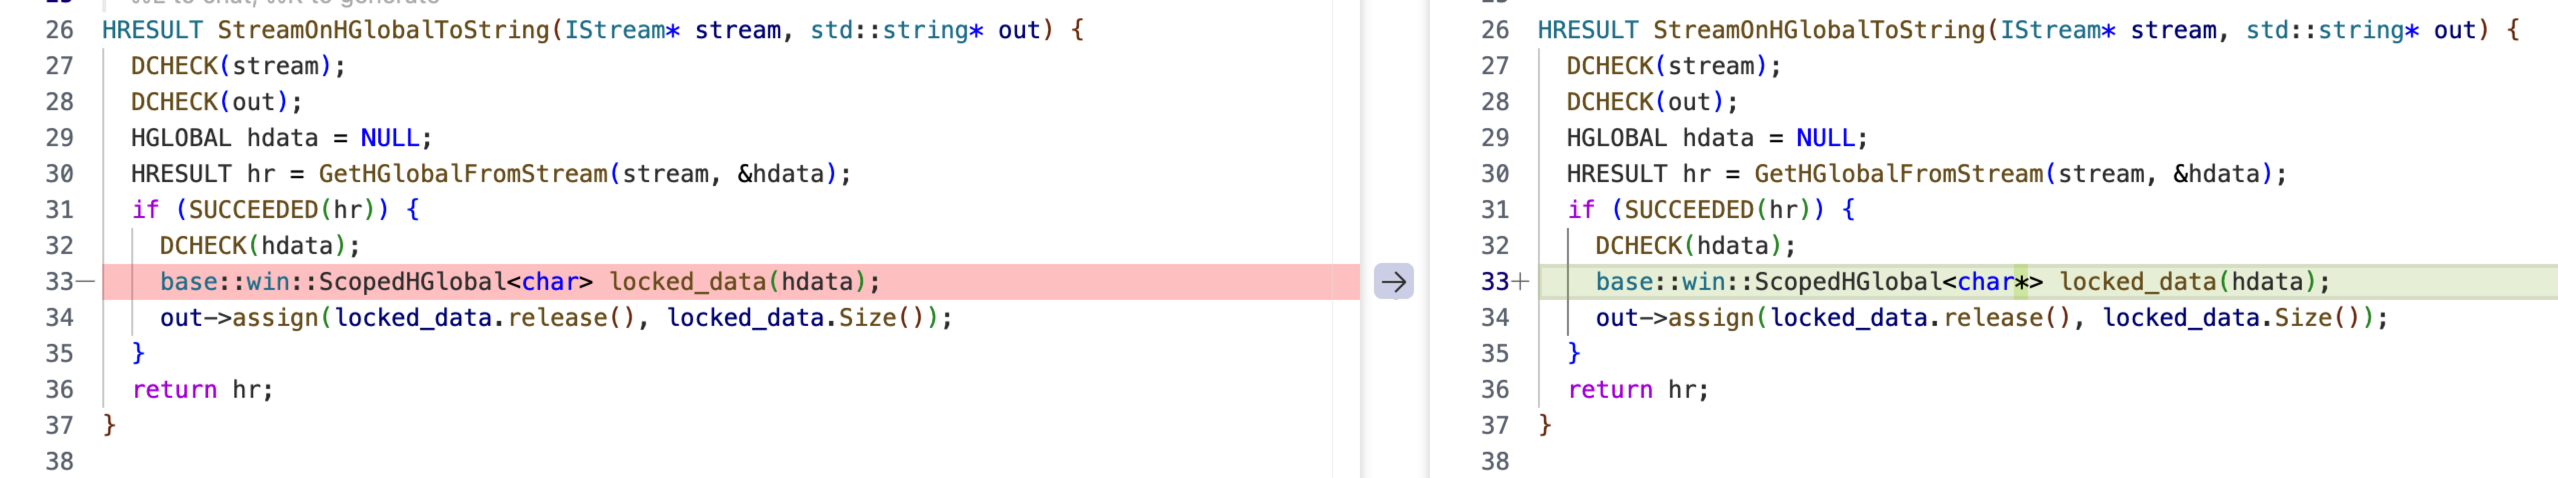 26 HRESULT StreamOnHGlobalToString(IStream* stream, std::string* out) {
27 DCHECK(stream);
28 DCHECK(out);
29 HGLOBAL hdata = NULL;
30 HRESULT hr = GetHGlobalFromStream(stream, &hdata);
31 if (SUCCEEDED(hr)) {
32 DCHECK(hdata);
33— base::win::ScopedHGlobal<char> locked_data(hdata);
34 out->assign(locked_data.release(), locked_data.Size());
35 }
36 return hr;
37 }
38
26 HRESULT StreamOnHGlobalToString(IStream* stream, std::string* out) {
27 DCHECK(stream);
28 DCHECK(out);
29 HGLOBAL hdata = NULL;
30 HRESULT hr = GetHGlobalFromStream(stream, &hdata);
31 if (SUCCEEDED(hr)) {
32 DCHECK(hdata);
33+ base::win::ScopedHGlobal<char*> locked_data(hdata);
34 out->assign(locked_data.release(), locked_data.Size());
35 }
36 return hr;
37 }
38